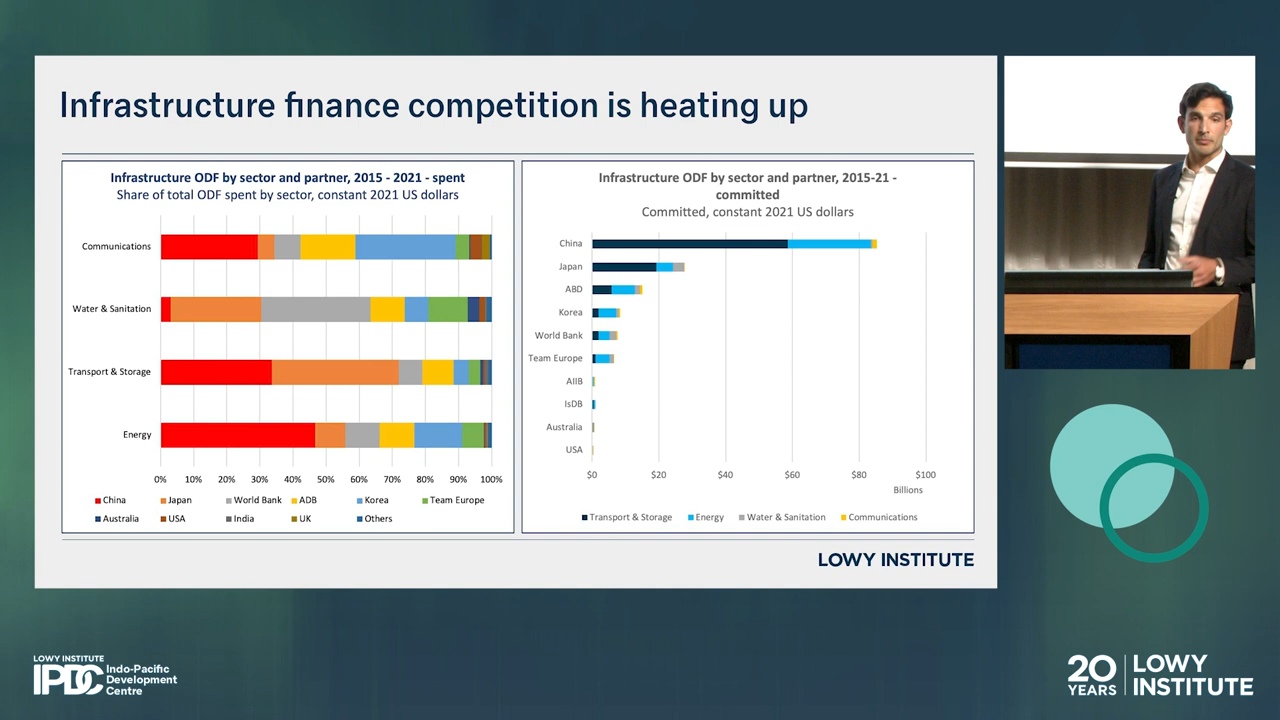 Infrastructure finance competition is heating up
Infrastructure ODF by sector and partner, 2015 - 2021 - spent
Share of total ODF spent by sector, constant 2021 US dollars
Communications
Water & Sanitation
Transport & Storage
Energy
0% 10% 20% 30% 40% 50% 60% 70% 80% 90% 100%
China Japan World Bank ADB Korea Team Europe
Australia USA India UK Others
Infrastructure ODF by sector and partner, 2015-21 -
committed
Committed, constant 2021 US dollars
China
Japan
ABD
Korea
World Bank
Team Europe
AIIB
IsDB
Australia
USA
$0 $20 $40 $60 $80 $100
Billions
Transport & Storage Energy Water & Sanitation Communications
LOWY INSTITUTE
LOWY INSTITUTE
IPDC
Indo-Pacific
Development
Centre
20
YEARS
LOWY
INSTITUTE